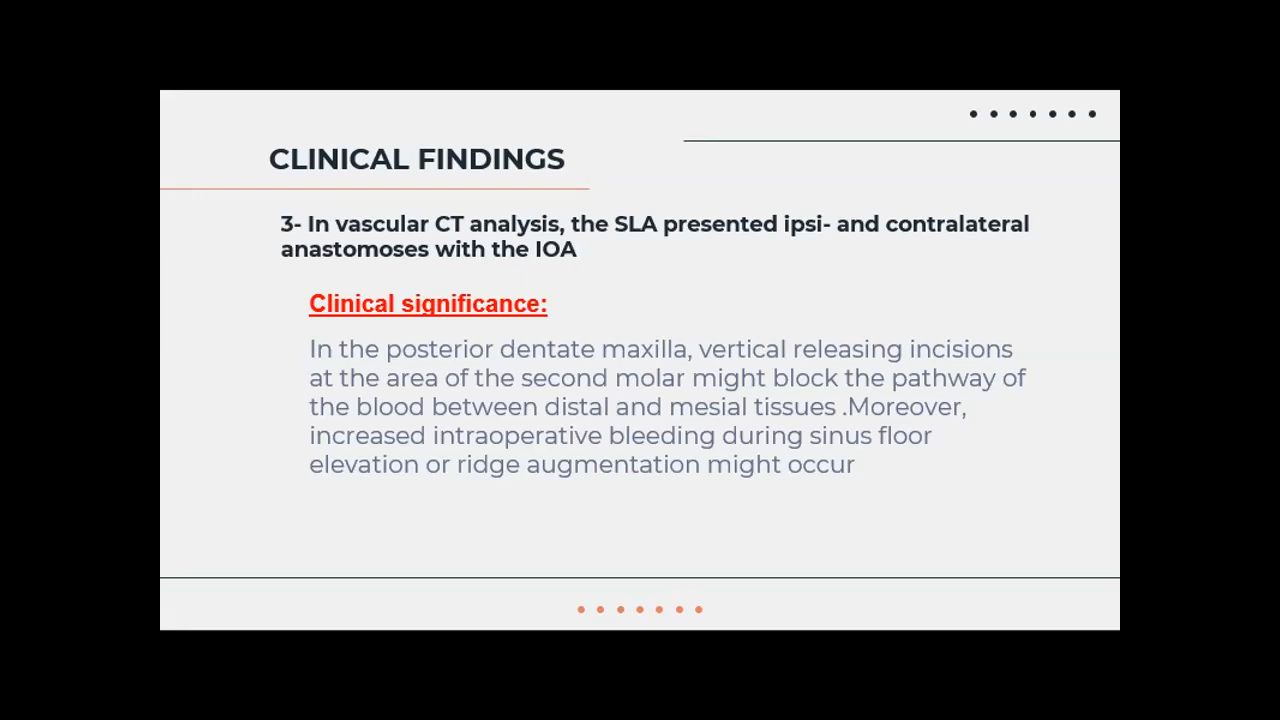 CLINICAL FINDINGS
3- In vascular CT analysis, the SLA presented ipsi- and contralateral
anastomoses with the IOA
Clinical significance:
In the posterior dentate maxilla, vertical releasing incisions
at the area of the second molar might block the pathway of
the blood between distal and mesial tissues .Moreover,
increased intraoperative bleeding during sinus floor
elevation or ridge augmentation might occur